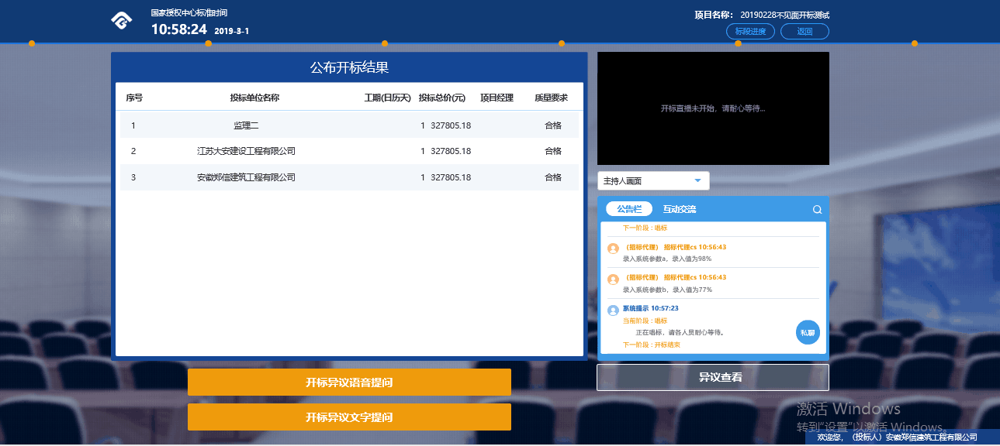 国家授权中心标准时间
10:58:24 2019-3-1
项目名称： 20190228不见面开标测试
标段进度 返回
公布开标结果
序号 投标单位名称 工期(日历天) 投标总价(元) 项目经理 质量要求
1 监理二 1 327805.18 合格
2 江苏大安建设工程有限公司 1 327805.18 合格
3 安徽郑信建筑工程有限公司 1 327805.18 合格
开标异议语音提问
开标异议文字提问
开标直播未开始，请耐心等待...
主持人画面
公告栏 互动交流
下一阶段：唱标
（招标代理） 招标代理cs 10:56:43
录入系统参数a，录入值为98%
（招标代理） 招标代理cs 10:56:43
录入系统参数b，录入值为77%
系统提示 10:57:23
当前阶段：唱标
正在唱标，请各人员耐心等待。
下一阶段：开标结束
私聊
异议查看
激活 Windows
转到“设置”以激活 Windows。
欢迎您，（投标人）安徽郑信建筑工程有限公司